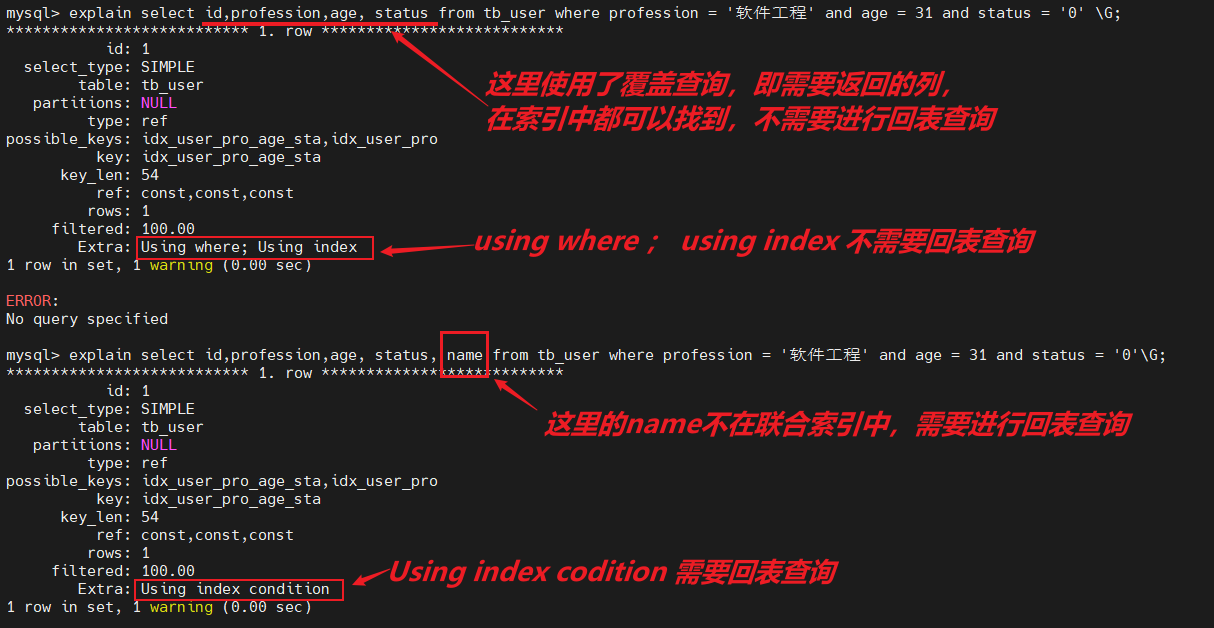 mysql> explain select id,profession,age, status from tb_user where profession = '软件工程' and age = 31 and status = '0' \G;
*************************** 1. row ***************************
id: 1
select_type: SIMPLE
table: tb_user
partitions: NULL
type: ref
possible_keys: idx_user_pro_age_sta,idx_user_pro
key: idx_user_pro_age_sta
key_len: 54
ref: const,const,const
rows: 1
filtered: 100.00
Extra: Using where; Using index
1 row in set, 1 warning (0.00 sec)
这里使用了覆盖查询，即需要返回的列，
在索引中都可以找到，不需要进行回表查询
using where ； using index 不需要回表查询
ERROR:
No query specified
mysql> explain select id,profession,age, status, name from tb_user where profession = '软件工程' and age = 31 and status = '0'\G;
*************************** 1. row ***************************
id: 1
select_type: SIMPLE
table: tb_user
partitions: NULL
type: ref
possible_keys: idx_user_pro_age_sta,idx_user_pro
key: idx_user_pro_age_sta
key_len: 54
ref: const,const,const
rows: 1
filtered: 100.00
Extra: Using index condition
1 row in set, 1 warning (0.00 sec)
这里的name不在联合索引中，需要进行回表查询
Using index codition 需要回表查询